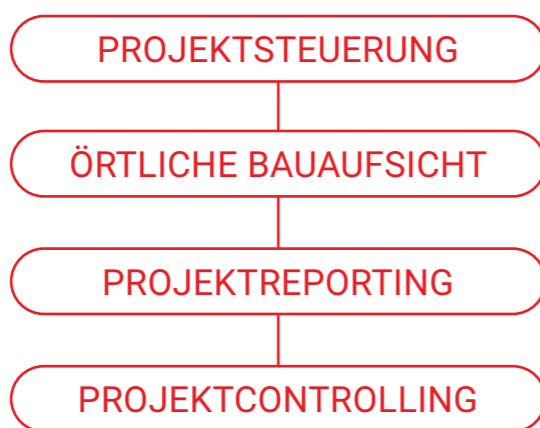 PROJEKTSTEUERUNG
ÖRTLICHE BAUAUFSICHT
PROJEKTREPORTING
PROJEKTCONTROLLING